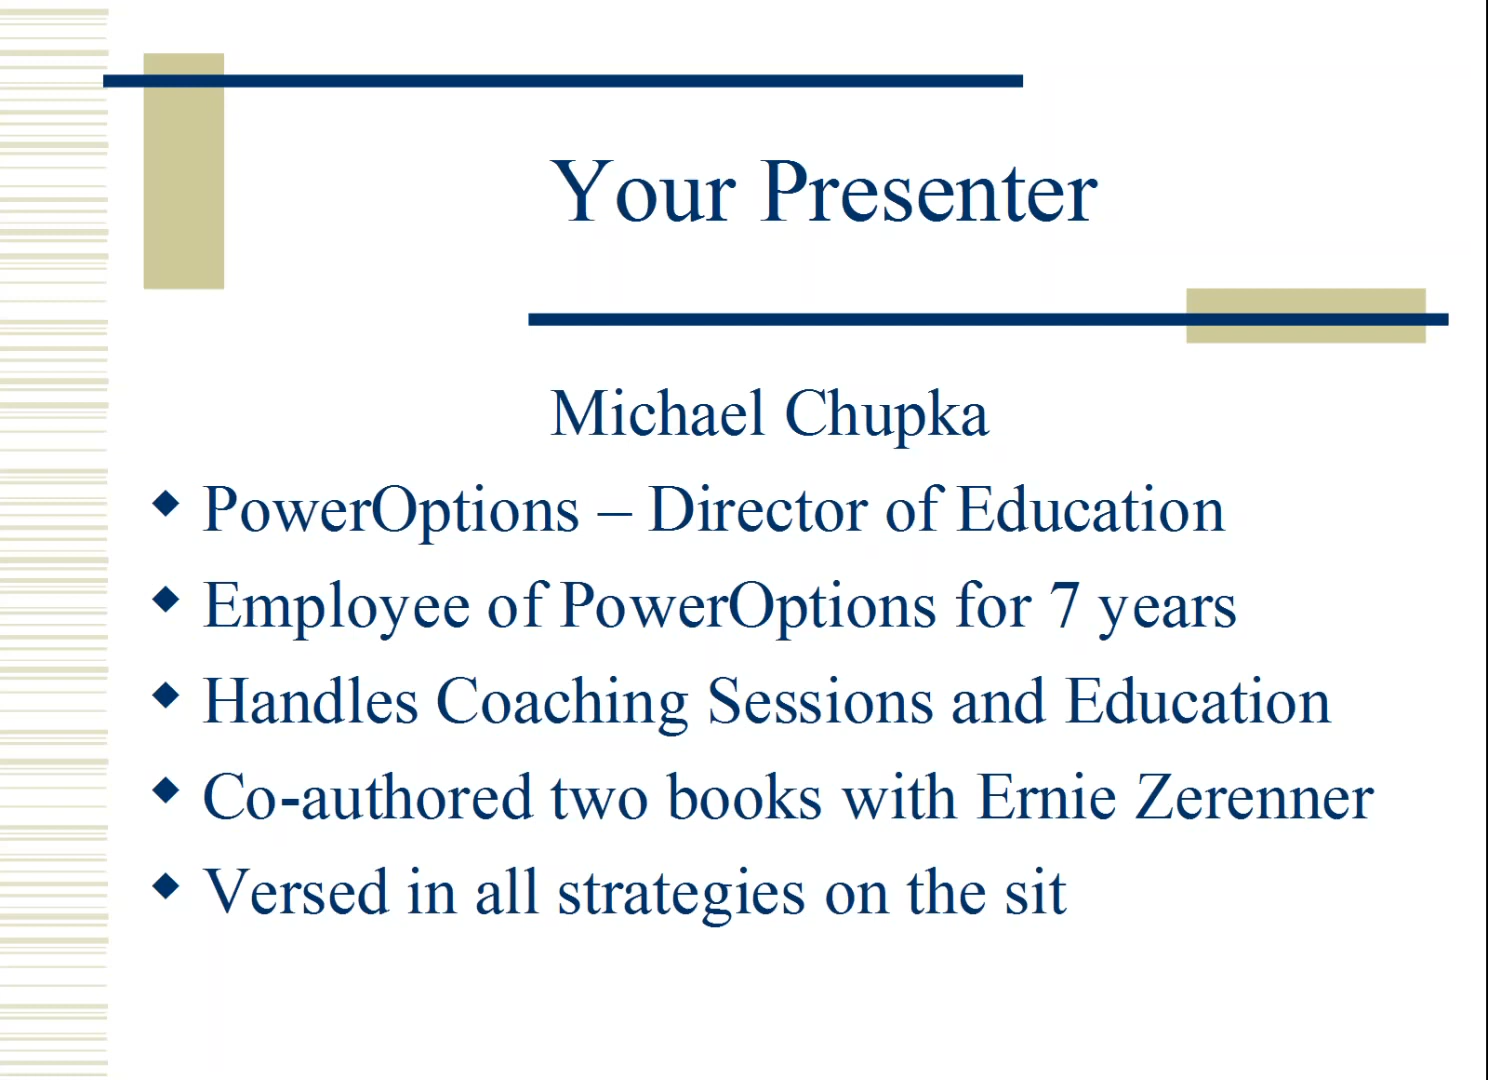 Your Presenter
Michael Chupka
◆ PowerOptions – Director of Education
◆ Employee of PowerOptions for 7 years
◆ Handles Coaching Sessions and Education
◆ Co-authored two books with Ernie Zerenner
◆ Versed in all strategies on the sit